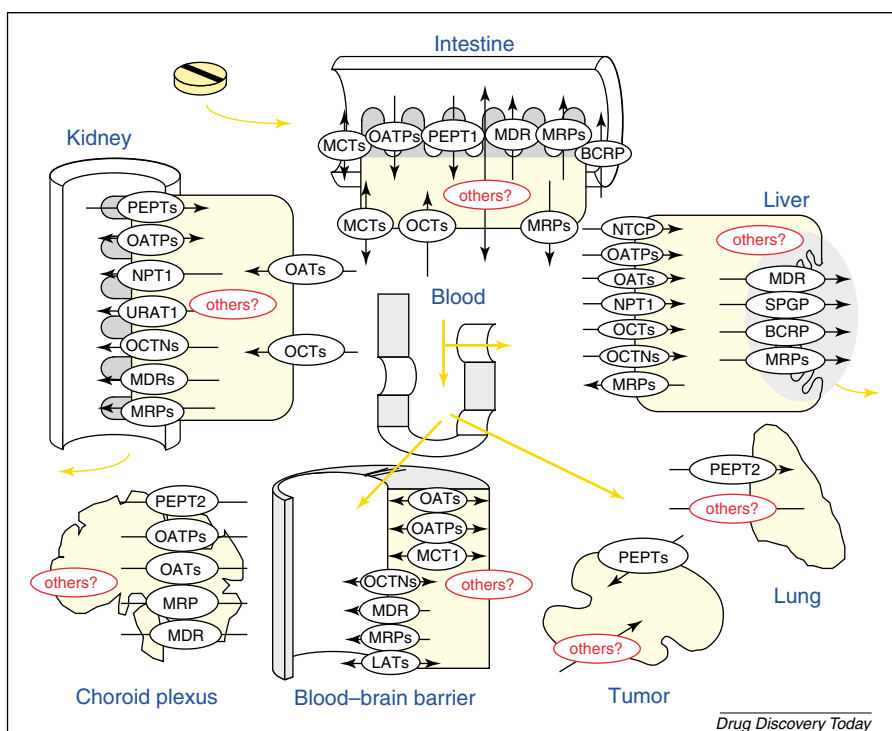 Intestine
MCTs
OATPs
PEPT1
MDR
MRPs
BCRP
others?
MCTs
OCTs
MRPs
Kidney
PEPTs
OATPs
NPT1
URAT1
OCTNs
MDRs
MRPs
others?
OATs
OCTs
Blood
Liver
NTCP
OATPs
OATs
NPT1
OCTs
OCTNs
MRPs
others?
MDR
SPGP
BCRP
MRPs
PEPT2
OATPs
OATs
MRP
MDR
others?
Choroid plexus
OATs
OATPs
MCT1
OCTNs
MDR
MRPs
LATs
others?
Blood–brain barrier
PEPTs
others?
Tumor
PEPT2
others?
Lung
Drug Discovery Today